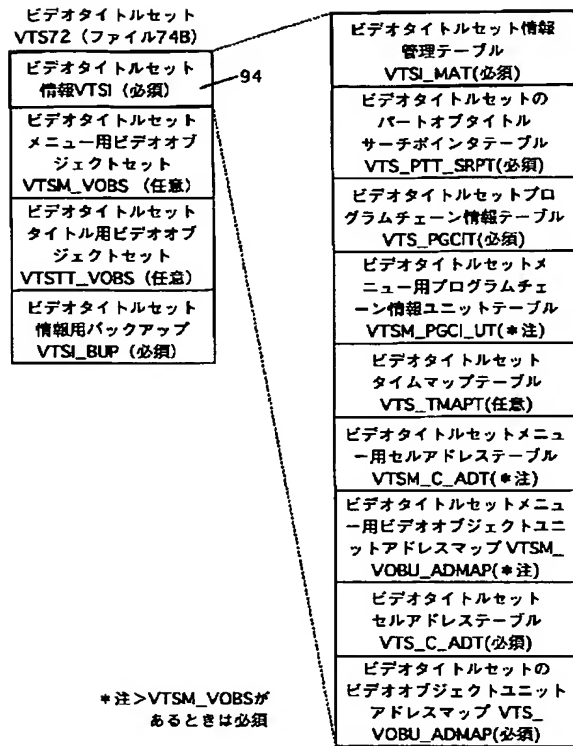 ビデオタイトルセット
VTS72（ファイル74B）
ビデオタイトルセット
情報VTSI（必須）
94
ビデオタイトルセット
メニュー用ビデオオブ
ジェクトセット
VTSM_VOBS（任意）
ビデオタイトルセット
タイトル用ビデオオブ
ジェクトセット
VTSTT_VOBS（任意）
ビデオタイトルセット
情報用バックアップ
VTSI_BUP（必須）
ビデオタイトルセット情報
管理テーブル
VTSI_MAT(必須)
ビデオタイトルセットの
パートオブタイトル
サーチポインタテーブル
VTS_PTT_SRPT(必須)
ビデオタイトルセットプロ
グラムチェーン情報テーブル
VTS_PGCIT(必須)
ビデオタイトルセットメ
ニュー用プログラムチェ
ーン情報ユニットテーブル
VTSM_PGCI_UT(＊注)
ビデオタイトルセット
タイムマップテーブル
VTS_TMAPT(任意)
ビデオタイトルセットメニュ
ー用セルアドレステーブル
VTSM_C_ADT(＊注)
ビデオタイトルセットメニュ
ー用ビデオオブジェクトユニ
ットアドレスマップ VTSM_
VOBU_ADMAP(＊注)
ビデオタイトルセット
セルアドレステーブル
VTS_C_ADT(必須)
ビデオタイトルセットの
ビデオオブジェクトユニット
アドレスマップ VTS_
VOBU_ADMAP(必須)
＊注＞VTSM_VOBSが
あるときは必須